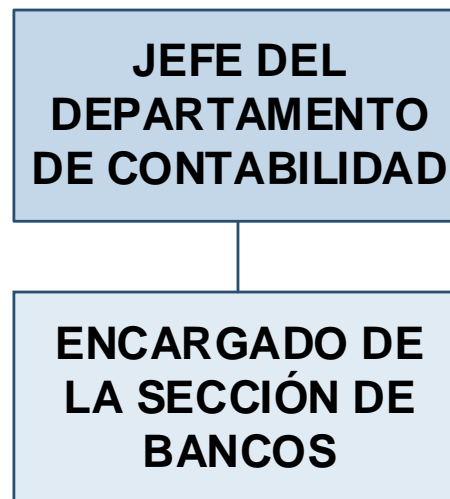 JEFE DEL
DEPARTAMENTO
DE CONTABILIDAD
ENCARGADO DE
LA SECCIÓN DE
BANCOS